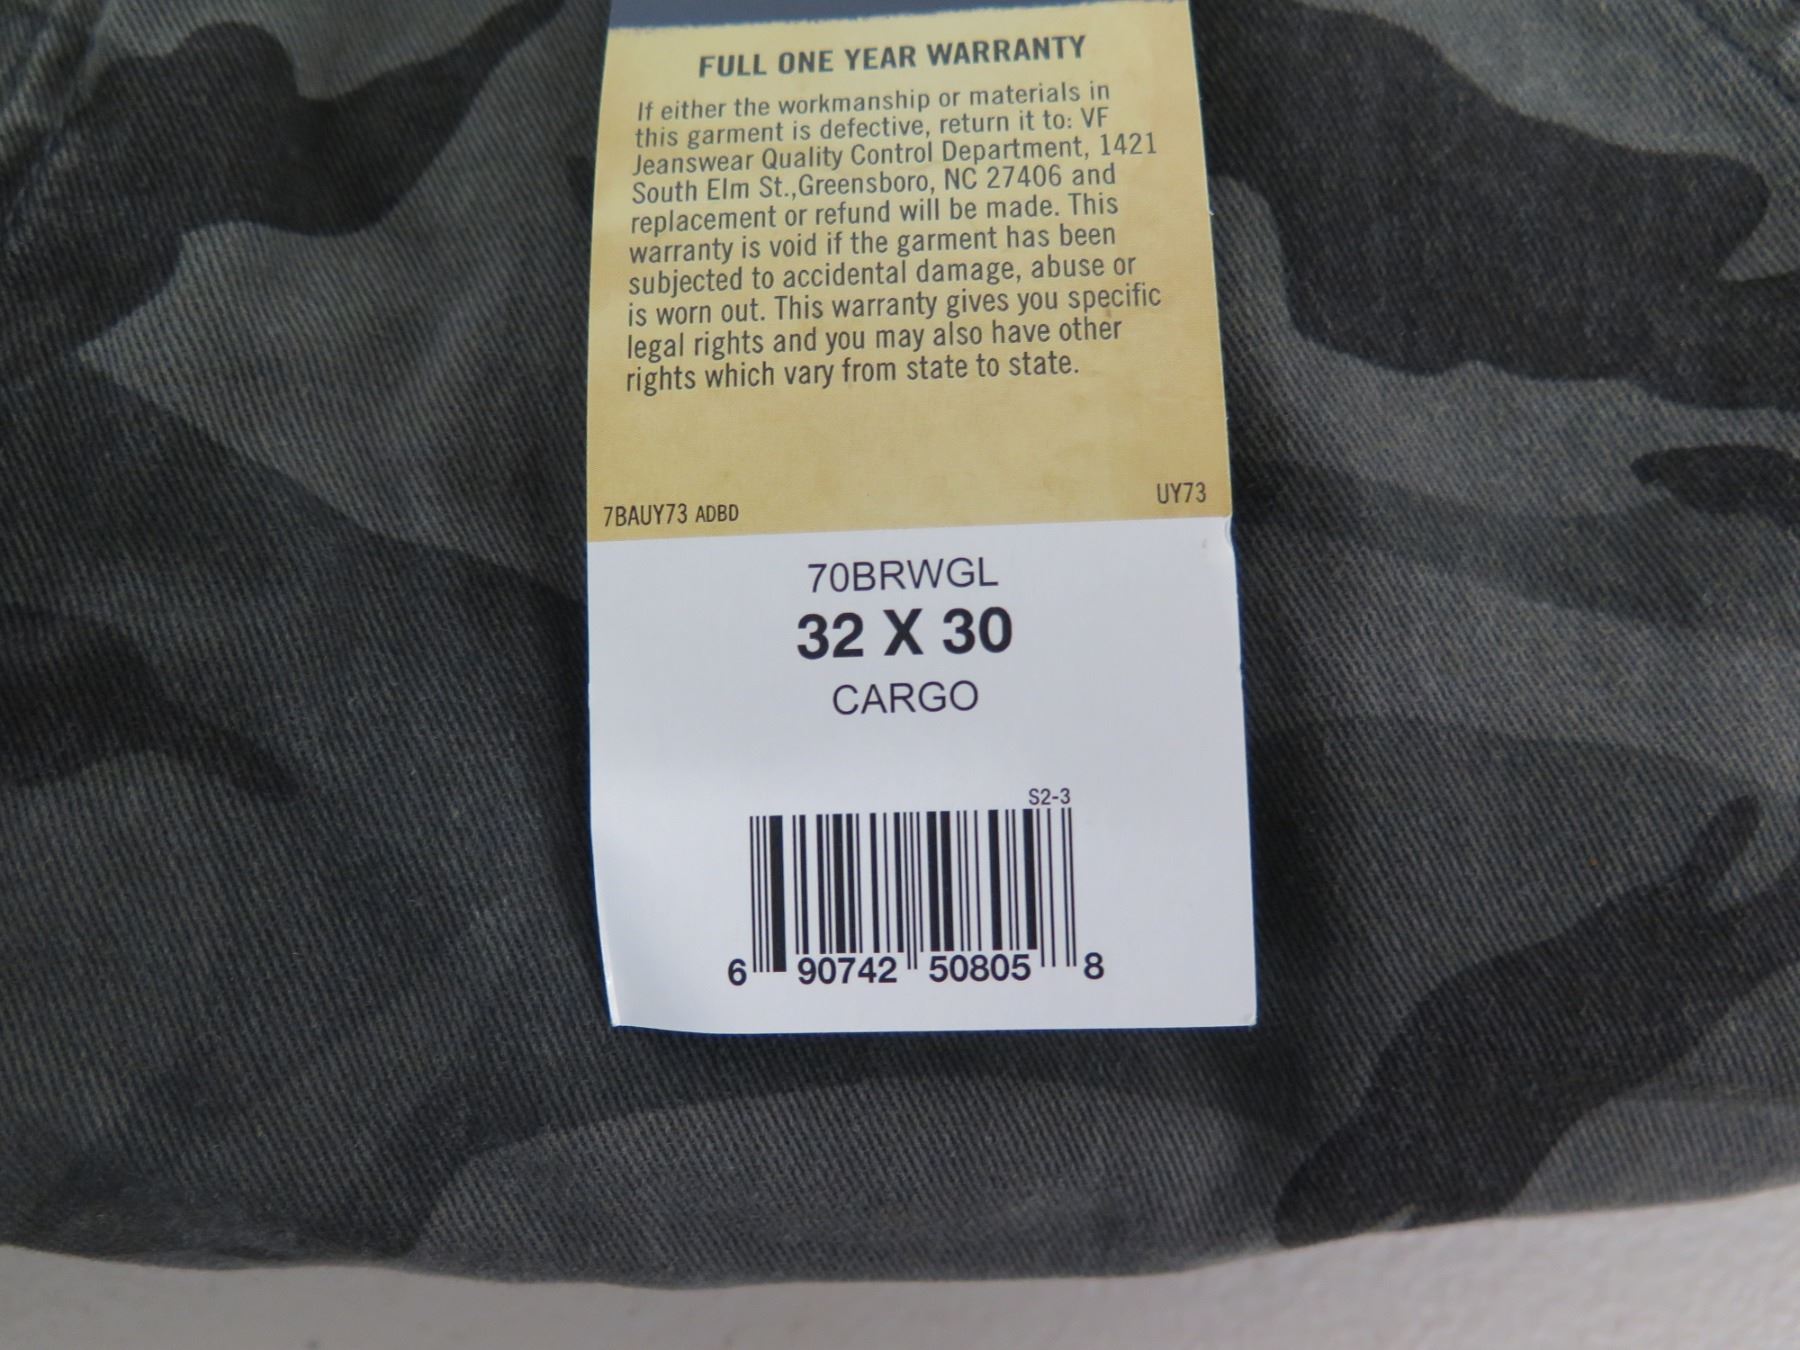 FULL ONE YEAR WARRANTY
If either the workmanship or materials in
this garment is defective, return it to: VF
Jeanswear Quality Control Department, 1421
South Elm St.,Greensboro, NC 27406 and
replacement or refund will be made. This
warranty is void if the garment has been
subjected to accidental damage, abuse or
is worn out. This warranty gives you specific
legal rights and you may also have other
rights which vary from state to state.
7BAUY73 ADBD
UY73
70BRWGL
32 X 30
CARGO
S2-3
6 90742 50805 8